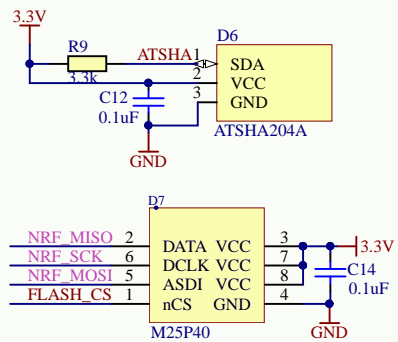 3.3V
D6
R9
ATSHA 1 SDA
3.3k
2 VCC
C12
3 GND
0.1uF
ATSHA204A
GND
D7
NRF_MISO 2 DATA VCC 3
3.3V
NRF_SCK 6 DCLK VCC 7
C14
NRF_MOSI 5 ASDI VCC 8
0.1uF
FLASH_CS 1 nCS GND 4
M25P40
GND